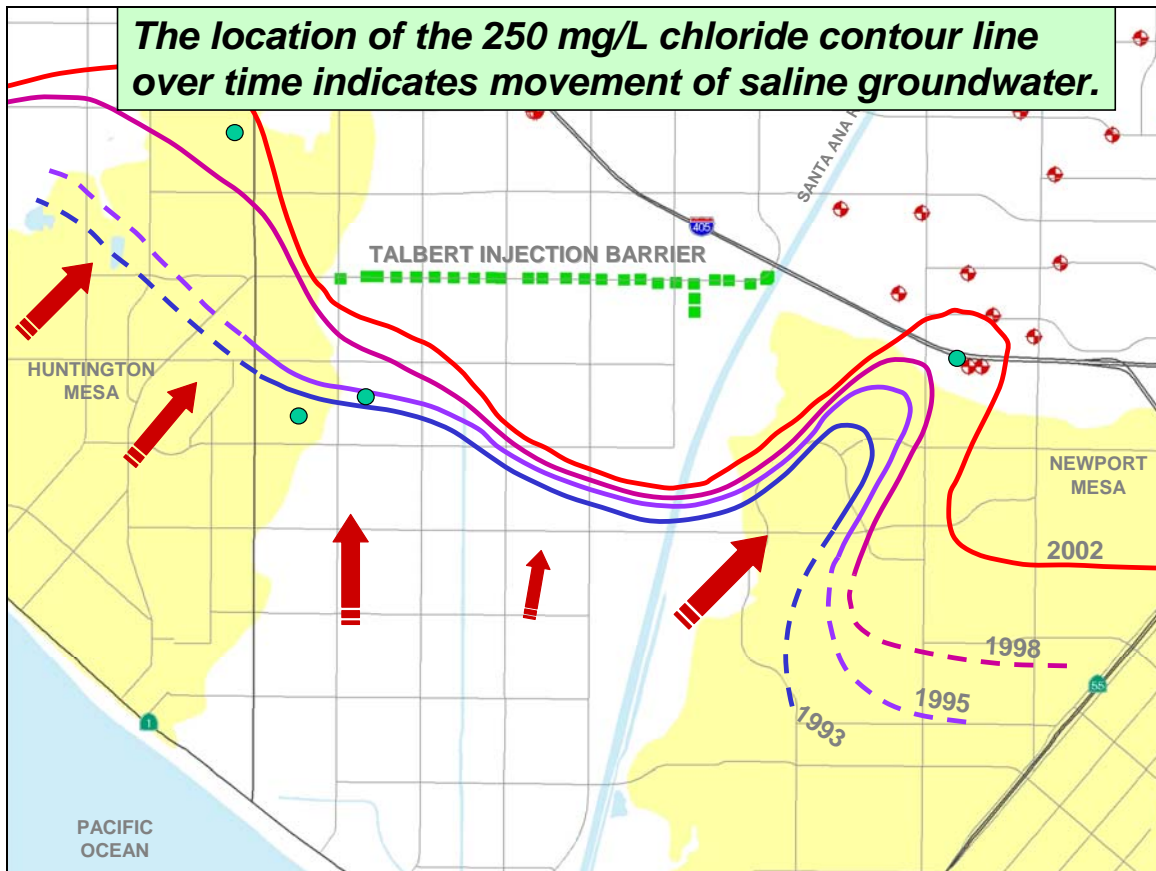 The location of the 250 mg/L chloride contour line
over time indicates movement of saline groundwater.
SANTA ANA
405
TALBERT INJECTION BARRIER
HUNTINGTON
MESA
NEWPORT
MESA
2002
1998
1995
1993
55
1
PACIFIC
OCEAN